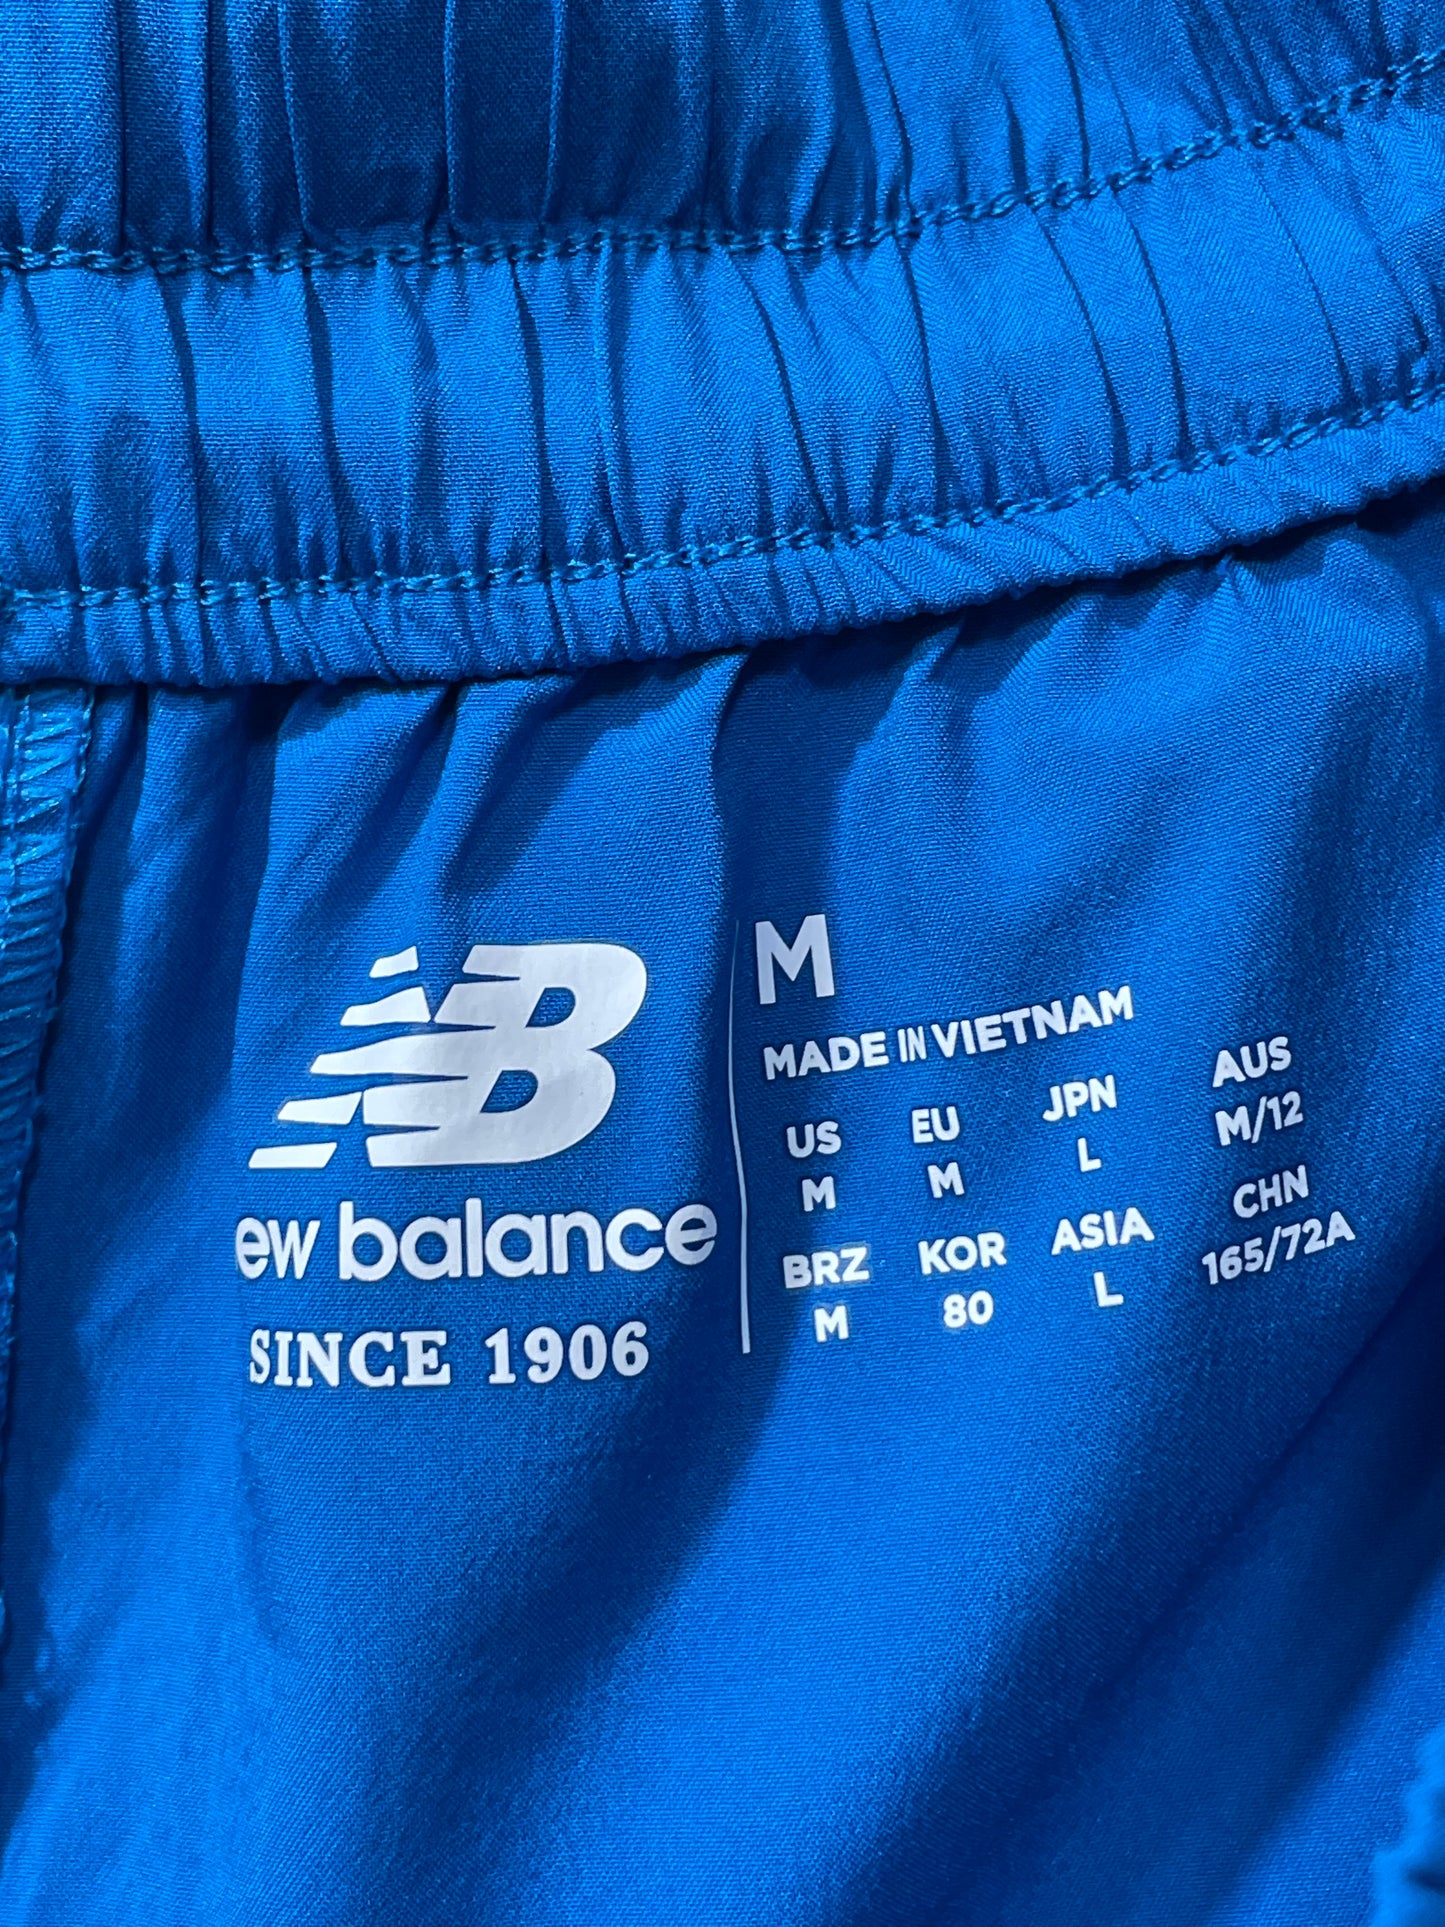 NB
ew balance
SINCE 1906
M
MADE IN VIETNAM
US EU JPN AUS
M M L M/12
BRZ KOR ASIA CHN
M 80 L 165/72A